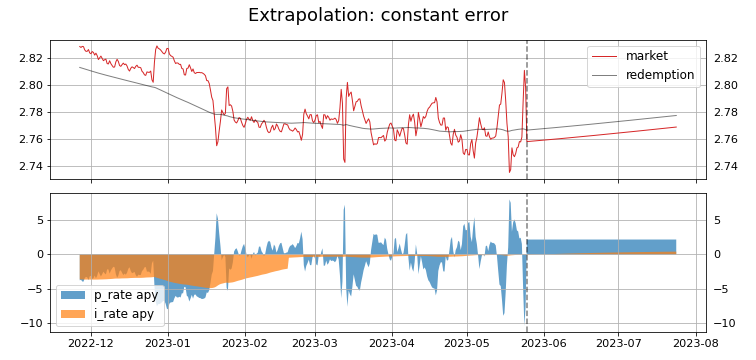 Extrapolation: constant error
2.82 2.82
2.80 2.80
2.78 2.78
2.76 2.76
2.74 2.74
market
redemption
5 5
0 0
−5 −5
−10 −10
p_rate apy
i_rate apy
2022-12 2023-01 2023-02 2023-03 2023-04 2023-05 2023-06 2023-07 2023-08